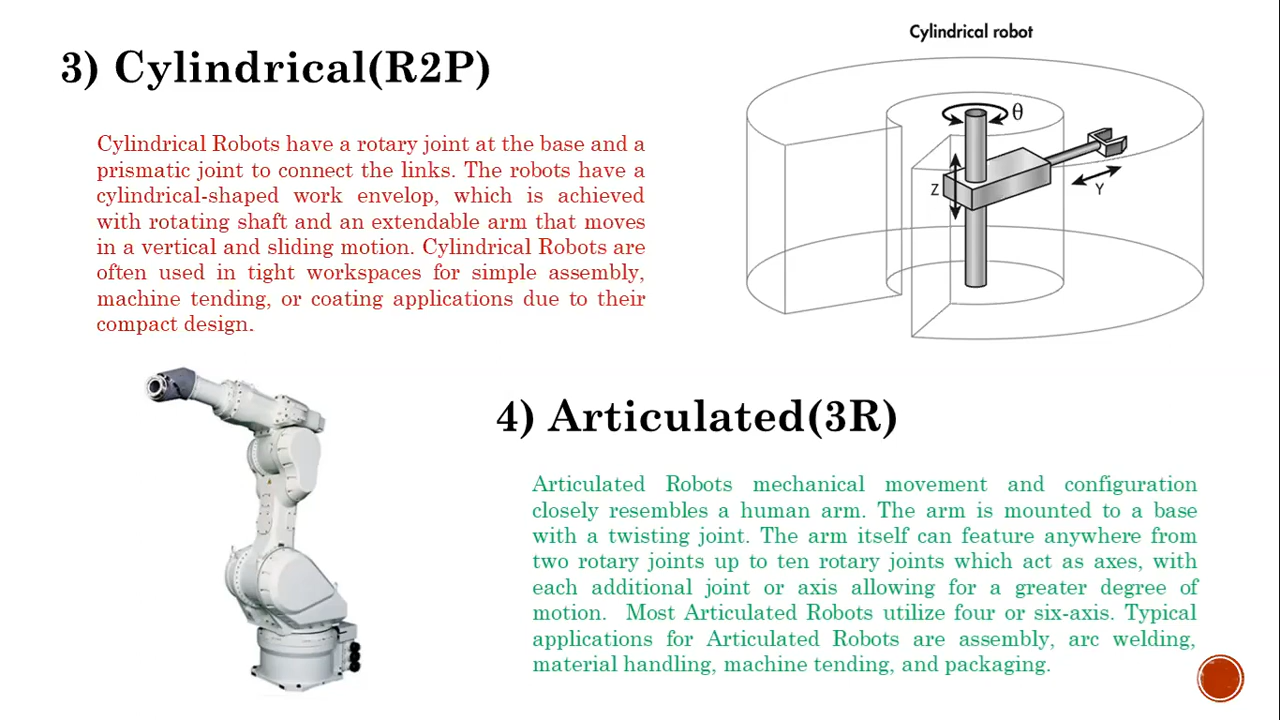 3) Cylindrical(R2P)
Cylindrical Robots have a rotary joint at the base and a
prismatic joint to connect the links. The robots have a
cylindrical-shaped work envelop, which is achieved
with rotating shaft and an extendable arm that moves
in a vertical and sliding motion. Cylindrical Robots are
often used in tight workspaces for simple assembly,
machine tending, or coating applications due to their
compact design.
Cylindrical robot
θ
Z
Y
4) Articulated(3R)
Articulated Robots mechanical movement and configuration
closely resembles a human arm. The arm is mounted to a base
with a twisting joint. The arm itself can feature anywhere from
two rotary joints up to ten rotary joints which act as axes, with
each additional joint or axis allowing for a greater degree of
motion. Most Articulated Robots utilize four or six-axis. Typical
applications for Articulated Robots are assembly, arc welding,
material handling, machine tending, and packaging.